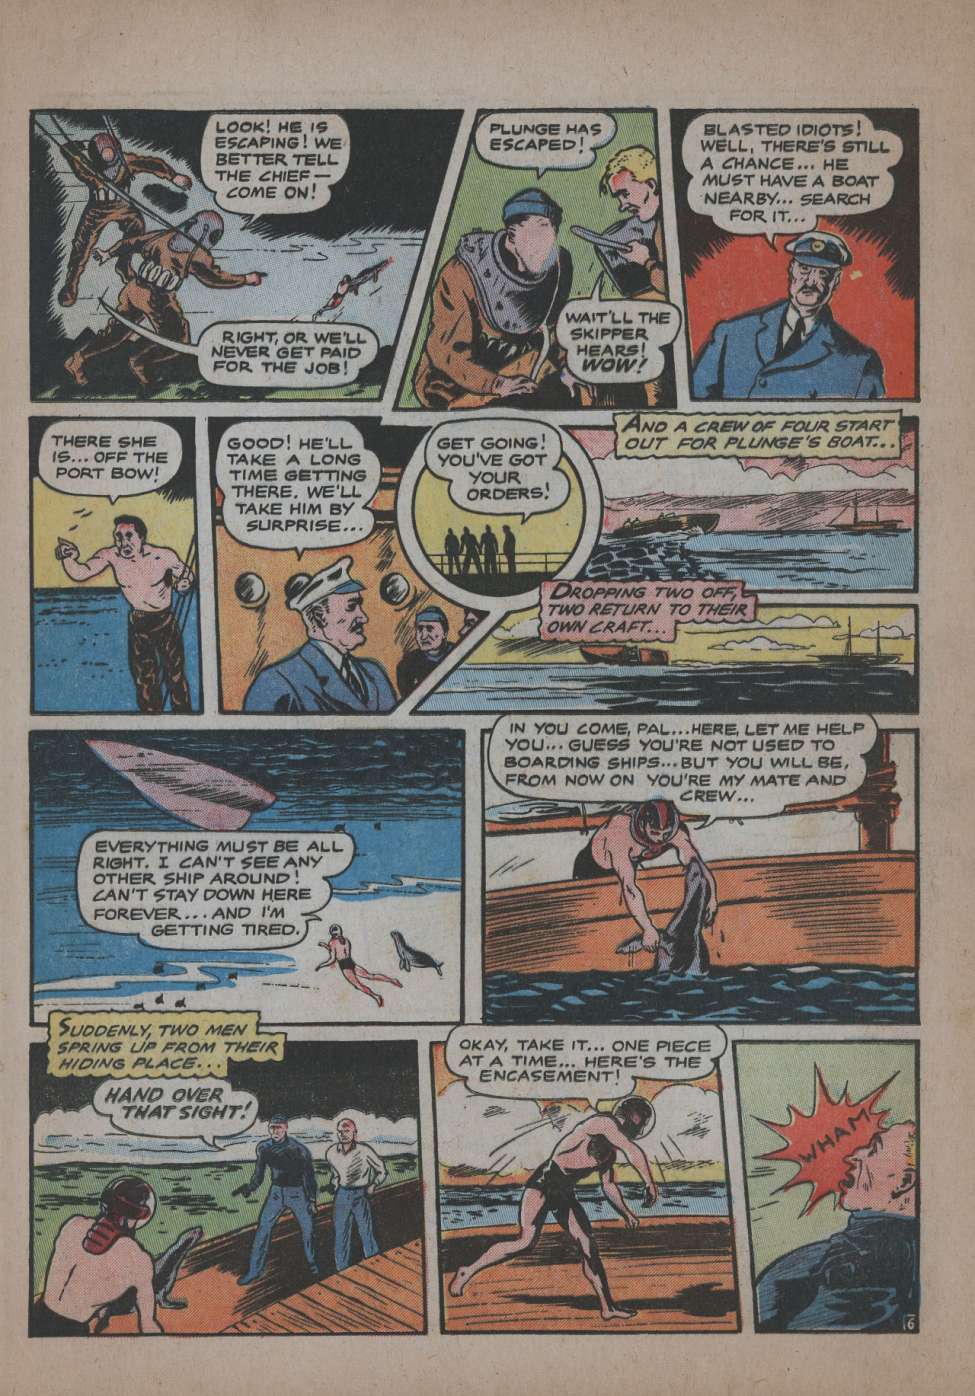 LOOK! HE IS
ESCAPING! WE
BETTER TELL
THE CHIEF—
COME ON!
RIGHT, OR WE'LL
NEVER GET PAID
FOR THE JOB!
PLUNGE HAS
ESCAPED!
WAIT'LL THE
SKIPPER
HEARS!
WOW!
BLASTED IDIOTS!
WELL, THERE'S STILL
A CHANCE... HE
MUST HAVE A BOAT
NEARBY... SEARCH
FOR IT...
THERE SHE
IS... OFF THE
PORT BOW!
GOOD! HE'LL
TAKE A LONG
TIME GETTING
THERE. WE'LL
TAKE HIM BY
SURPRISE...
GET GOING!
YOU'VE GOT
YOUR
ORDERS!
AND A CREW OF FOUR START
OUT FOR PLUNGE'S BOAT...
DROPPING TWO OFF,
TWO RETURN TO THEIR
OWN CRAFT...
EVERYTHING MUST BE ALL
RIGHT. I CAN'T SEE ANY
OTHER SHIP AROUND!
CAN'T STAY DOWN HERE
FOREVER... AND I'M
GETTING TIRED.
IN YOU COME, PAL...HERE, LET ME HELP
YOU... GUESS YOU'RE NOT USED TO
BOARDING SHIPS...BUT YOU WILL BE,
FROM NOW ON YOU'RE MY MATE AND
CREW...
SUDDENLY, TWO MEN
SPRING UP FROM THEIR
HIDING PLACE...
HAND OVER
THAT SIGHT!
OKAY, TAKE IT... ONE PIECE
AT A TIME... HERE'S THE
ENCASEMENT!
WHAM
6